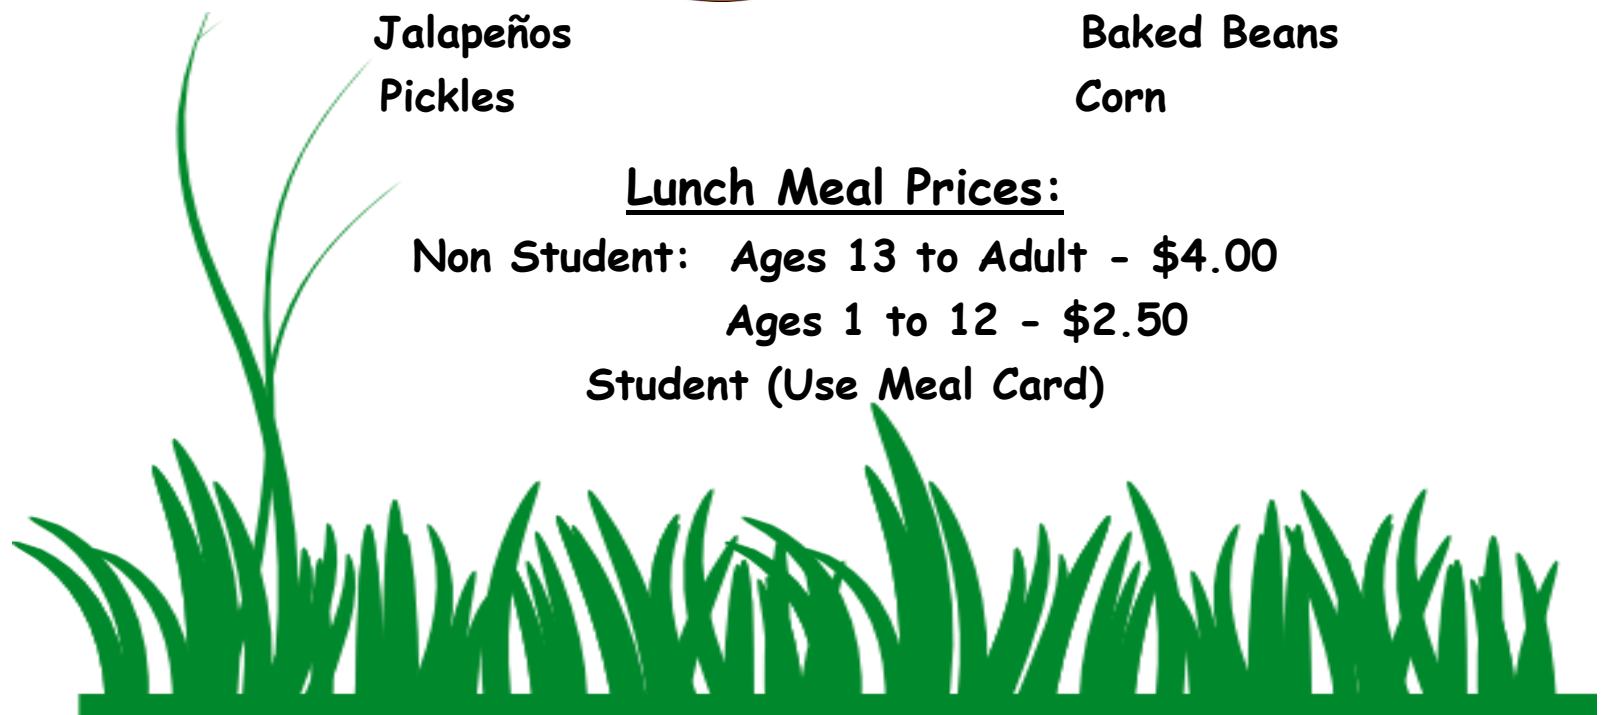 Jalapeños Baked Beans
Pickles Corn
Lunch Meal Prices:
Non Student: Ages 13 to Adult - $4.00
Ages 1 to 12 - $2.50
Student (Use Meal Card)